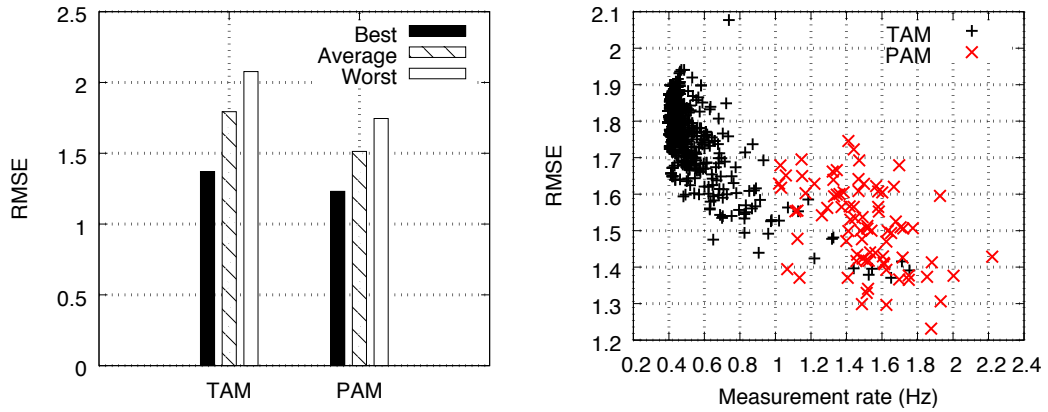 2.5
2
1.5
1
0.5
0
RMSE
Best
Average
Worst
TAM
PAM
2.1
2
1.9
1.8
1.7
1.6
1.5
1.4
1.3
1.2
RMSE
TAM
PAM
0.2 0.4 0.6 0.8 1 1.2 1.4 1.6 1.8 2 2.2 2.4
Measurement rate (Hz)